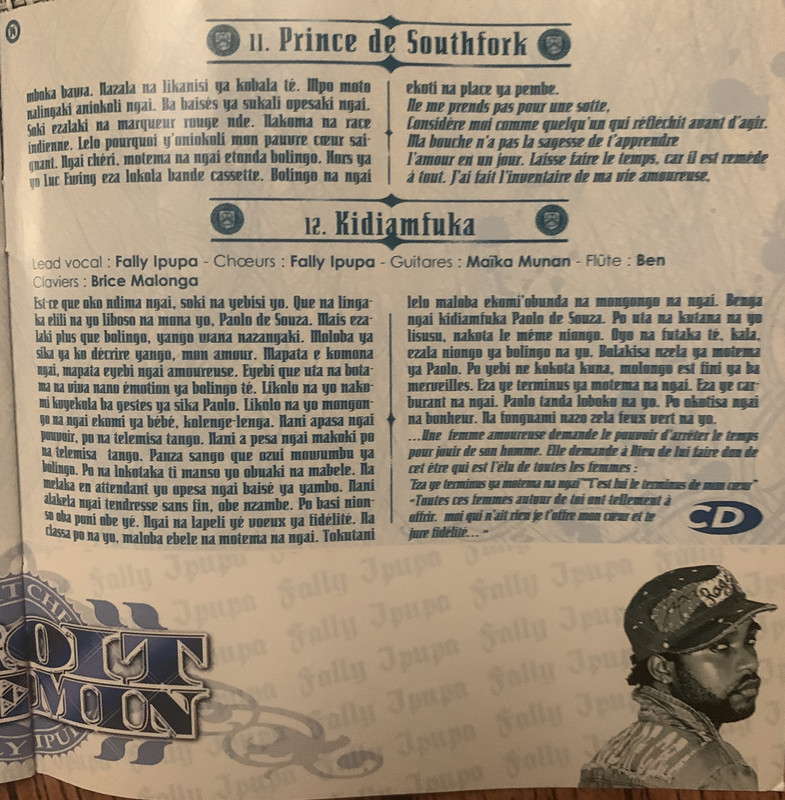 11. Prince de Southfork
mboka bawa. Nazala na likanisi ya kobala té. Mpo moto
nalingaki aniokoli ngai. Ba baisés ya sukali opesaki ngai.
Soki ezalaki na marqueur rouge nde. Nakoma na race
indienne. Lelo pourquoi y'oniokoli mon pauvre cœur sai-
gnant. Ngai chéri, motema na ngai etonda bolingo. Hors ya
yo Luc Ewing eza lokola bande cassette. Bolingo na ngai
ekoti na place ya pembe.
Ne me prends pas pour une sotte,
Considère moi comme quelqu'un qui réfléchit avant d'agir.
Ma bouche n'a pas la sagesse de t'apprendre
l'amour en un jour. Laisse faire le temps, car il est remède
à tout. J'ai fait l'inventaire de ma vie amoureuse.
12. Kidiamfuka
Lead vocal : Fally Ipupa - Chœurs : Fally Ipupa - Guitares : Maïka Munan - Flûte : Ben
Claviers : Brice Malonga
Est-ce que oko ndima ngai, soki na yebisi yo. Que na linga-
ka elili na yo liboso na mona yo, Paolo de Souza. Mais eza-
laki plus que bolingo, yango wana nazangaki. Moloba ya
sika ya ko décrire yango, mon amour. Mapata e komona
ngai, mapata eyebi ngai amoureuse. Eyebi que uta na bota-
ma na viva nano émotion ya bolingo té. Likolo na yo nako-
mi koyekola ba gestes ya sika Paolo. Likolo na yo mongon-
go na ngai ekomi ya bébé, kolenge-lenga. Nani apasa ngai
pouvoir, po na telemisa tango. Nani a pesa ngai makoki po
na telemisa tango. Panza sango que ozui mowumbu ya
bolingo. Po na lokotaka ti manso yo obuaki na mabele. Na
melaka en attendant yo opesa ngai baisé ya yambo. Nani
alakela ngai tendresse sans fin, obe nzambe. Po basi nion-
so oba poni obe yé. Ngai na lapeli yé voeux ya fidélité. Na
classa po na yo, maloba ebele na motema na ngai. Tokutani
lelo maloba ekomi'obunda na mongongo na ngai. Benga
ngai kidiamfuka Paolo de Souza. Po uta na kutana na yo
lisusu, nakota le même niongo. Oyo na futaka té, kala,
ezala niongo ya bolingo na yo. Bolakisa nzela ya motema
ya Paolo. Po yebi ne kokota kuna, molongo est fini ya ba
merveilles. Eza ye terminus ya motema na ngai. Eza ye car-
burant na ngai. Paolo tanda loboko na yo. Po okotisa ngai
na bonheur. Na fonguami nazo zela feux vert na yo.
...Une femme amoureuse demande le pouvoir d'arrêter le temps
pour jouir de son homme. Elle demande à Dieu de lui faire don de
cet être qui est l'élu de toutes les femmes :
"Eza ye terminus ya motema na ngai" "C'est lui le terminus de mon cœur"
"Toutes ces femmes autour de toi ont tellement à
offrir. moi qui n'ait rien je t'offre mon cœur et te
jure fidélité... "
CD
Fally Ipupa
Fally Ipupa
Fally Ipupa
Fally Ipupa
OIT
EMIN